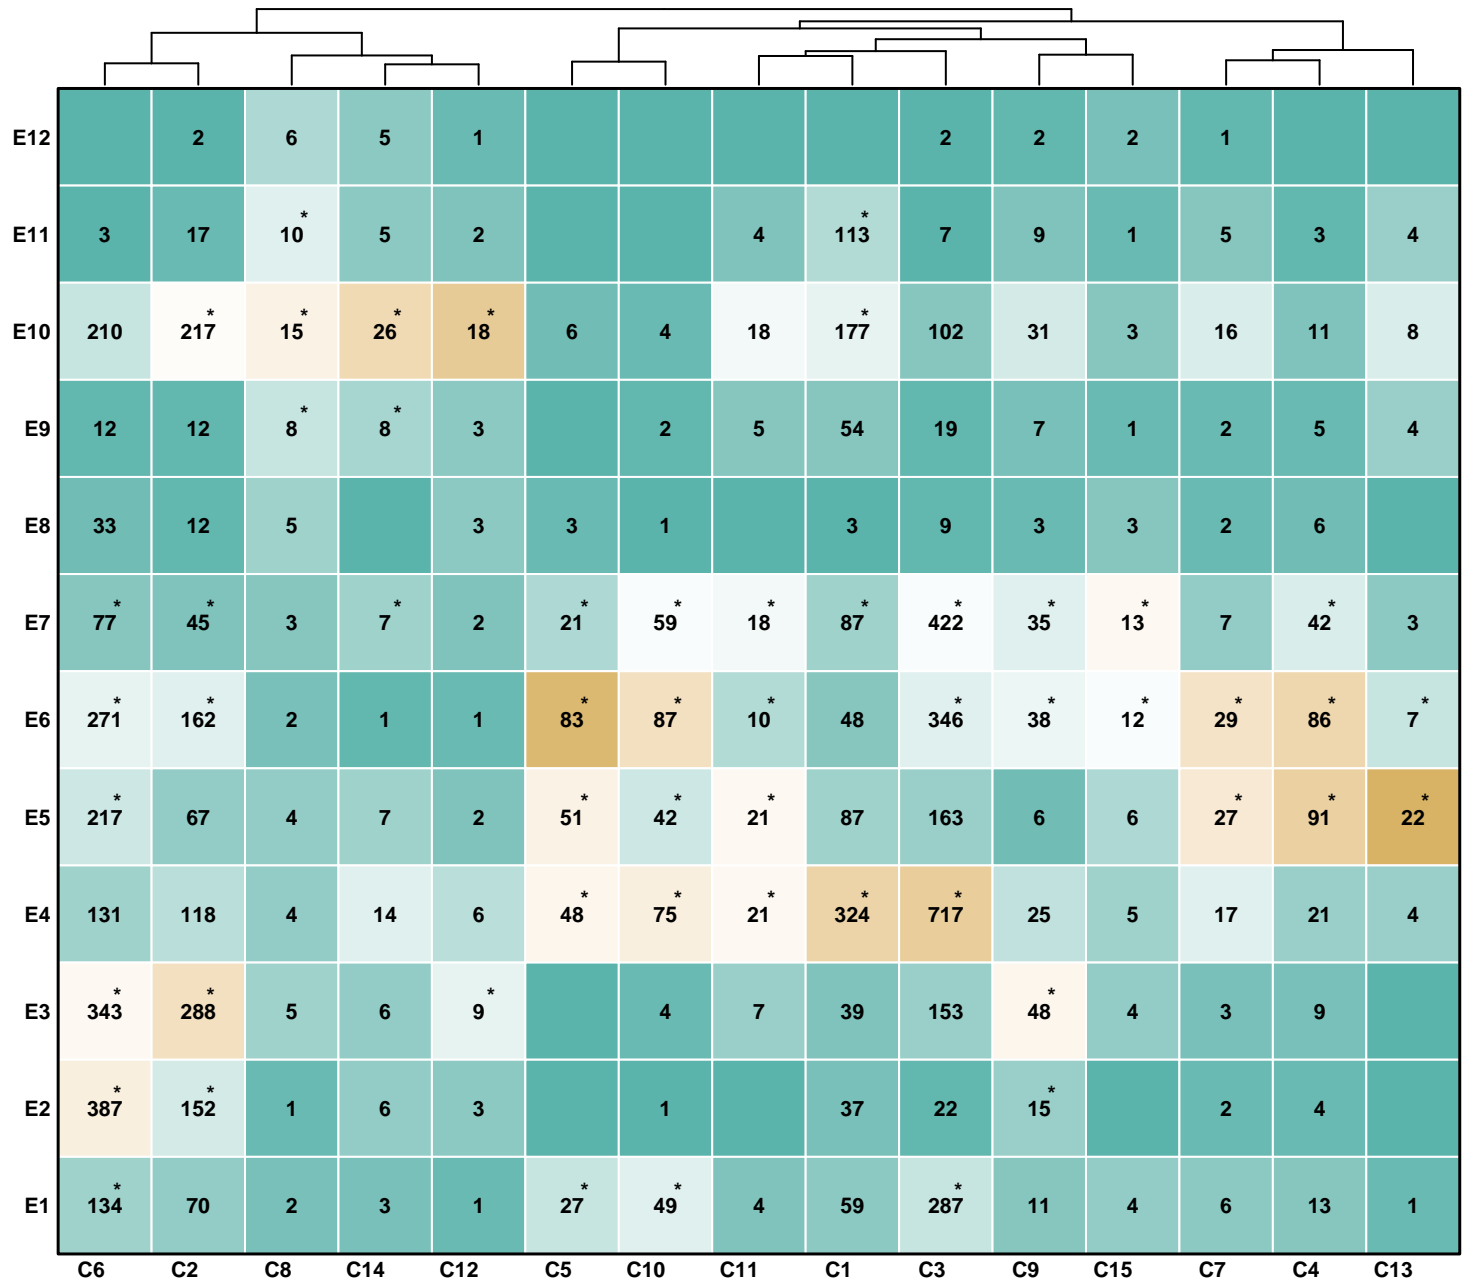 E12 2 6 5 1 2 2 2 1
E11 3 17 10* 5 2 4 113* 7 9 1 5 3 4
E10 210 217* 15* 26* 18* 6 4 18 177* 102 31 3 16 11 8
E9 12 12 8* 8* 3 2 5 54 19 7 1 2 5 4
E8 33 12 5 3 3 1 3 9 3 3 2 6
E7 77* 45* 3 7* 2 21* 59* 18* 87* 422* 35* 13* 7 42* 3
E6 271* 162* 2 1 1 83* 87* 10* 48 346* 38* 12* 29* 86* 7*
E5 217* 67 4 7 2 51* 42* 21* 87 163 6 6 27* 91* 22*
E4 131 118 4 14 6 48* 75* 21* 324* 717* 25 5 17 21 4
E3 343* 288* 5 6 9* 4 7 39 153 48* 4 3 9
E2 387* 152* 1 6 3 1 37 22 15* 2 4
E1 134* 70 2 3 1 27* 49* 4 59 287* 11 4 6 13 1
C6 C2 C8 C14 C12 C5 C10 C11 C1 C3 C9 C15 C7 C4 C13